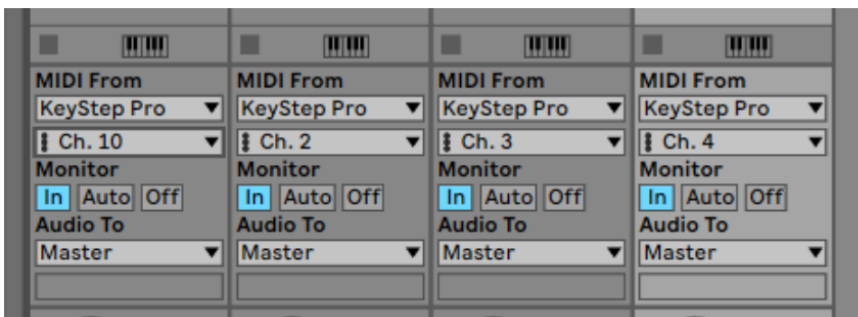 MIDI From MIDI From MIDI From MIDI From
KeyStep Pro KeyStep Pro KeyStep Pro KeyStep Pro
Ch. 10 Ch. 2 Ch. 3 Ch. 4
Monitor Monitor Monitor Monitor
In Auto Off In Auto Off In Auto Off In Auto Off
Audio To Audio To Audio To Audio To
Master Master Master Master